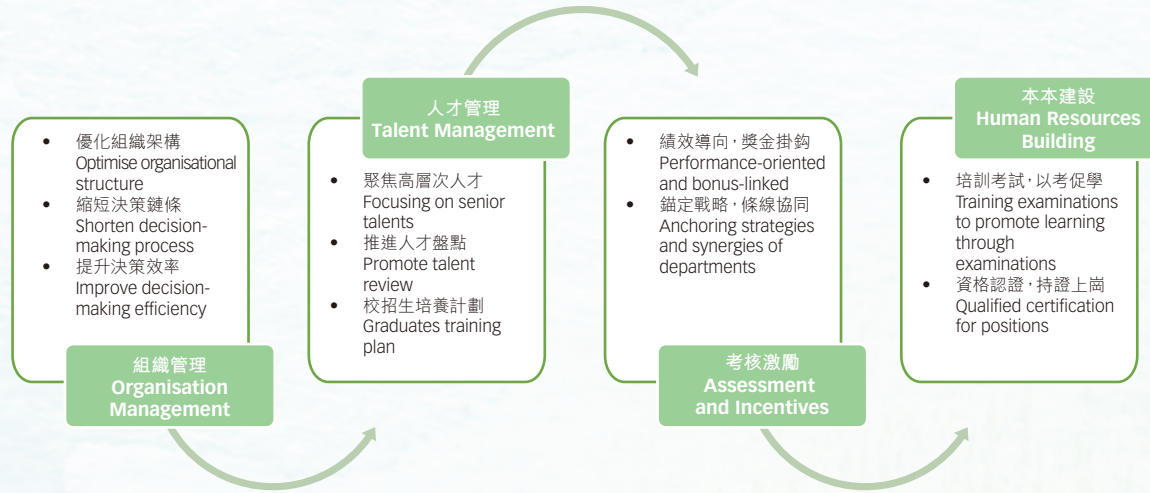 優化組織架構
Optimise organisational
structure
縮短決策鏈條
Shorten decision-
making process
提升決策效率
Improve decision-
making efficiency
組織管理
Organisation
Management
人才管理
Talent Management
聚焦高層次人才
Focusing on senior
talents
推進人才盤點
Promote talent
review
校招生培養計劃
Graduates training
plan
績效導向，獎金掛鈎
Performance-oriented
and bonus-linked
錨定戰略，條線協同
Anchoring strategies
and synergies of
departments
考核激勵
Assessment
and Incentives
本本建設
Human Resources
Building
培訓考試，以考促學
Training examinations
to promote learning
through
examinations
資格認證，持證上崗
Qualified certification
for positions